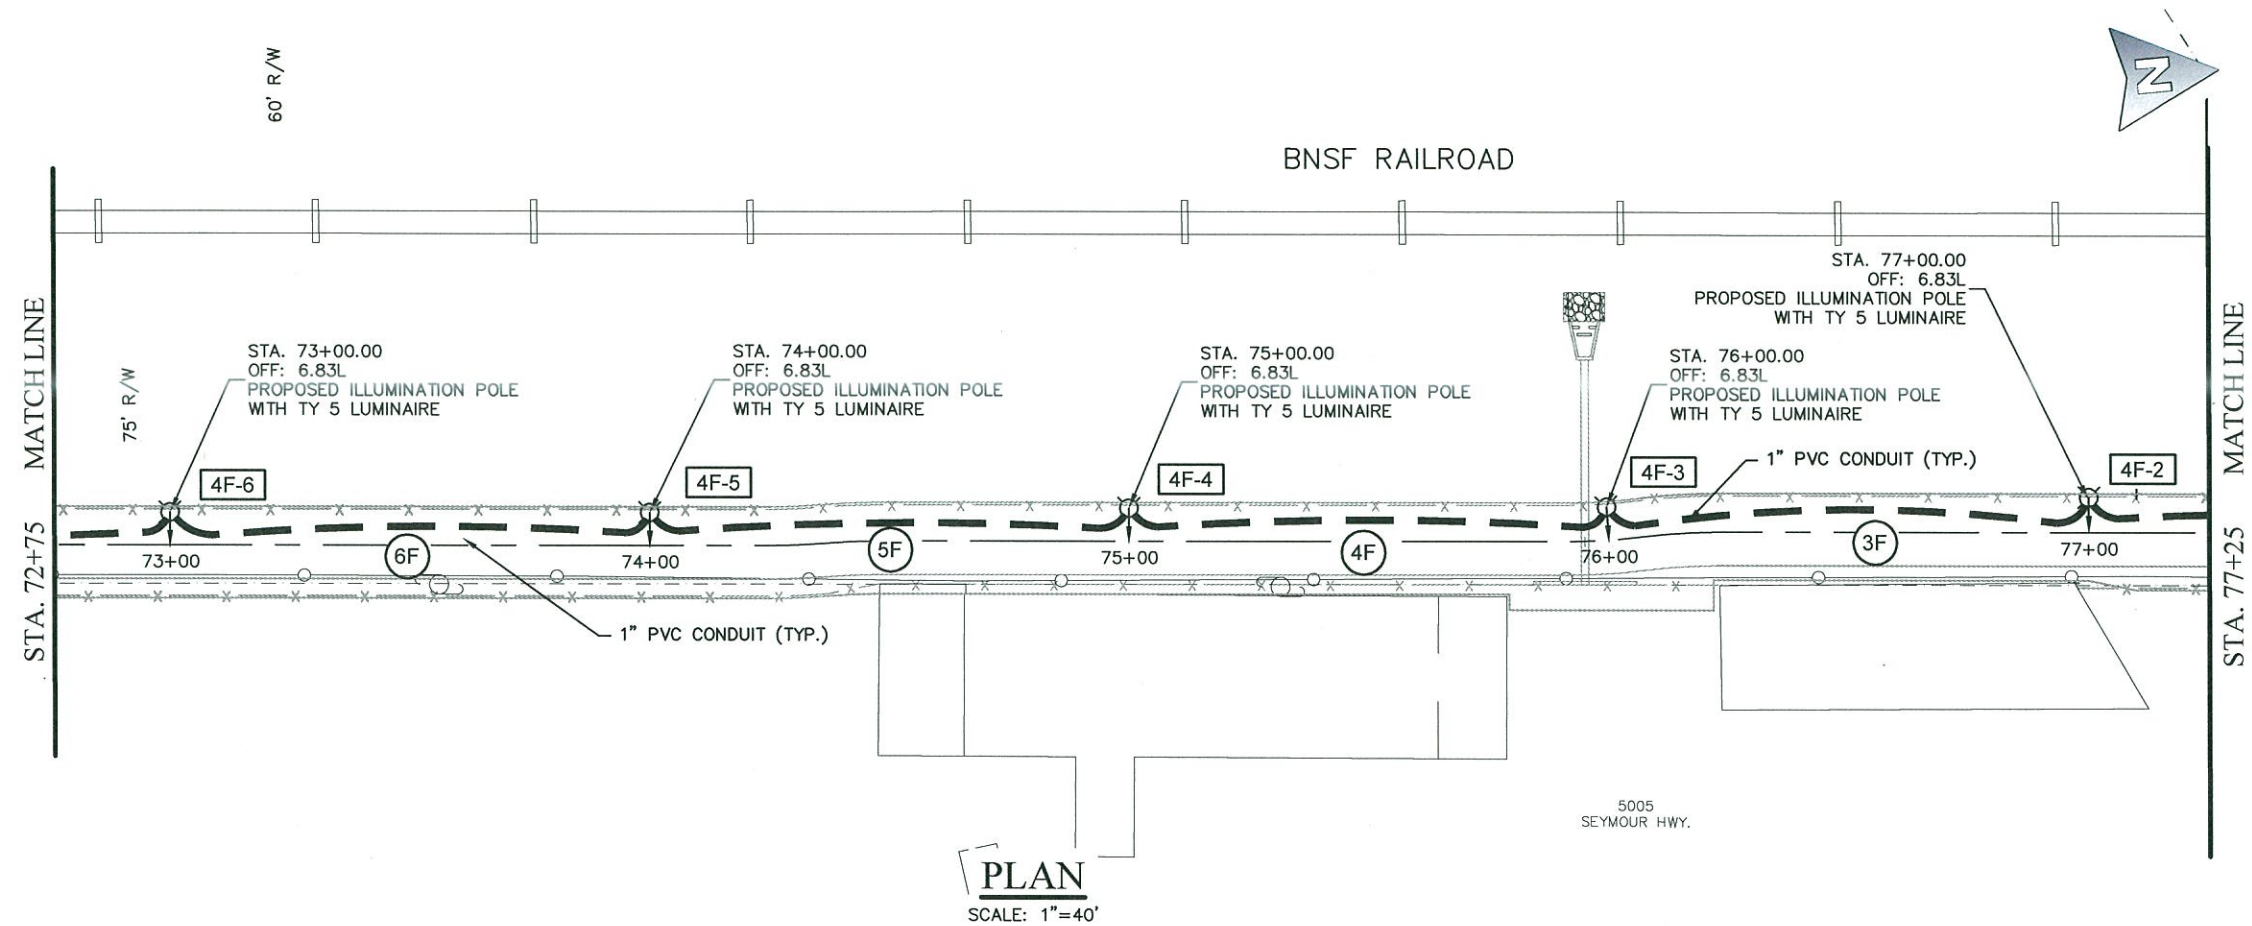 60' R/W
N
BNSF RAILROAD
STA. 77+00.00
OFF: 6.83L
PROPOSED ILLUMINATION POLE
WITH TY 5 LUMINAIRE
STA. 73+00.00
OFF: 6.83L
PROPOSED ILLUMINATION POLE
WITH TY 5 LUMINAIRE
STA. 74+00.00
OFF: 6.83L
PROPOSED ILLUMINATION POLE
WITH TY 5 LUMINAIRE
STA. 75+00.00
OFF: 6.83L
PROPOSED ILLUMINATION POLE
WITH TY 5 LUMINAIRE
STA. 76+00.00
OFF: 6.83L
PROPOSED ILLUMINATION POLE
WITH TY 5 LUMINAIRE
STA. 72+75 MATCH LINE
75' R/W
4F-6
4F-5
4F-4
4F-3
1" PVC CONDUIT (TYP.)
4F-2
STA. 77+25 MATCH LINE
73+00
6F
74+00
5F
75+00
4F
76+00
3F
77+00
1" PVC CONDUIT (TYP.)
5005
SEYMOUR HWY.
PLAN
SCALE: 1"=40'